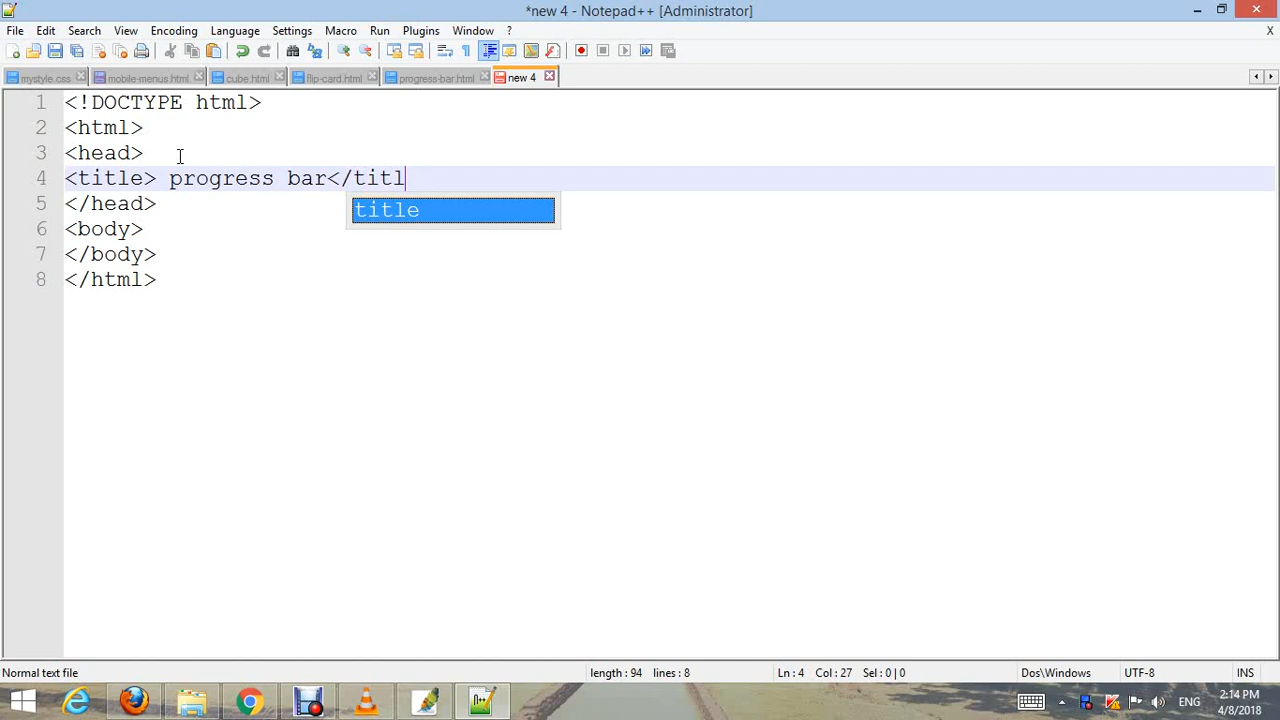 *new 4 - Notepad++ [Administrator]
File Edit Search View Encoding Language Settings Macro Run Plugins Window ? X
mystyle.css mobile-menus.html cube.html flip-card.html progress-bar.html new 4
1 <!DOCTYPE html>
2 <html>
3 <head>
4 <title> progress bar</titl
5 </head>
title
6 <body>
7 </body>
8 </html>
Normal text file length : 94 lines : 8 Ln : 4 Col : 27 Sel : 0 | 0 Dos\Windows UTF-8 INS
ENG 2:14 PM
4/8/2018